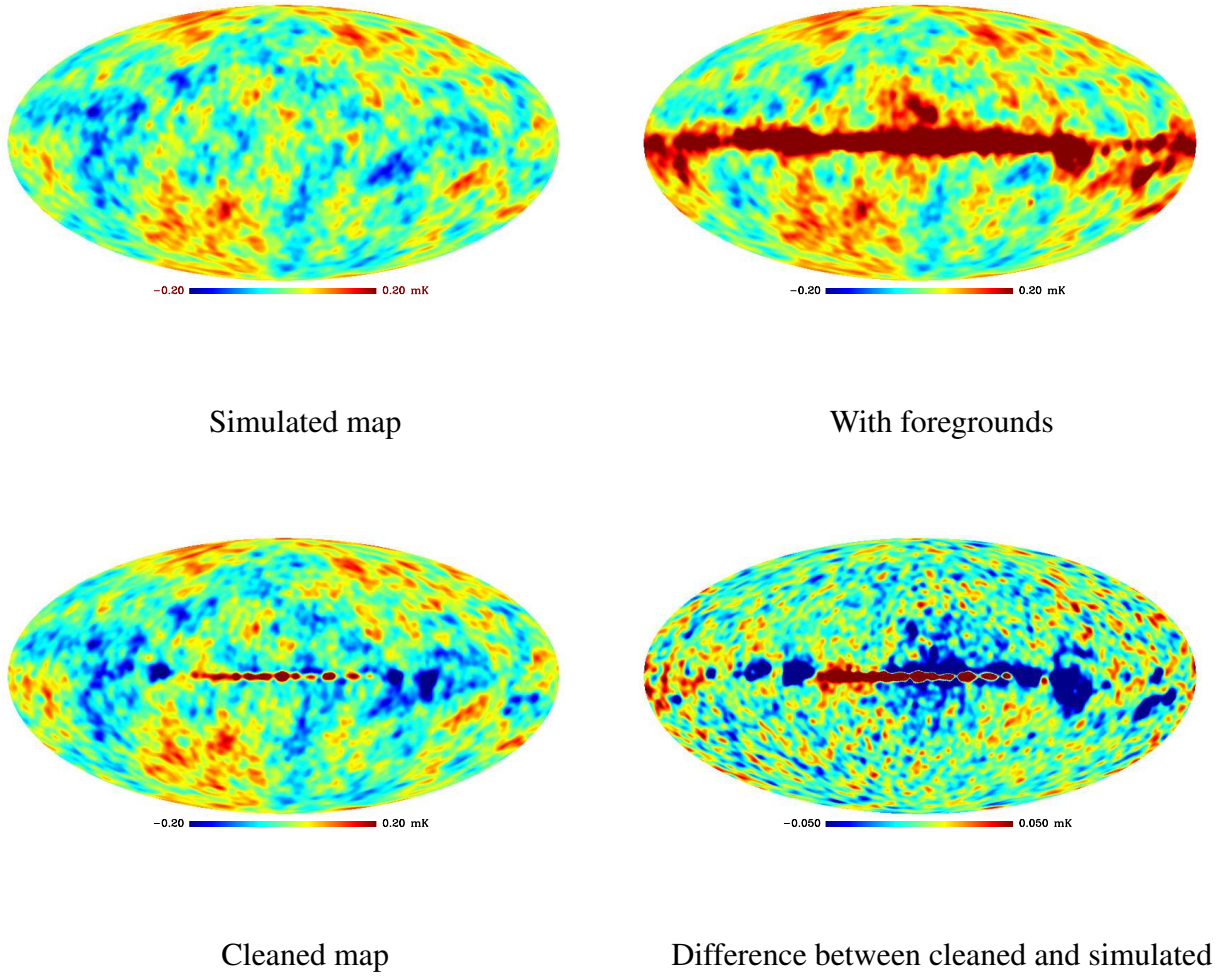 −0.20 0.20 mK
−0.20 0.20 mK
Simulated map
With foregrounds
−0.20 0.20 mK
−0.050 0.050 mK
Cleaned map
Difference between cleaned and simulated